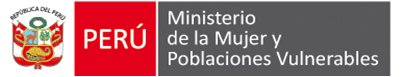 REPÚBLICA DEL PERÚ
PERÚ
Ministerio
de la Mujer y
Poblaciones Vulnerables